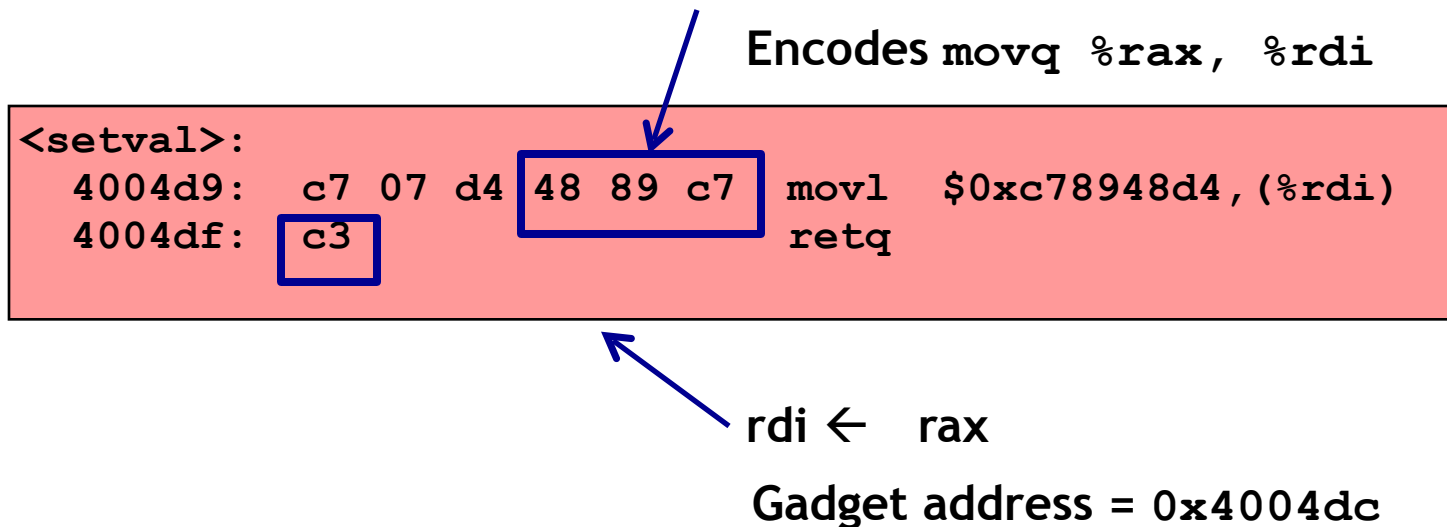 Encodes movq %rax, %rdi
<setval>:
4004d9: c7 07 d4 48 89 c7 movl $0xc78948d4,(%rdi)
4004df: c3 retq
rdi ← rax
Gadget address = 0x4004dc